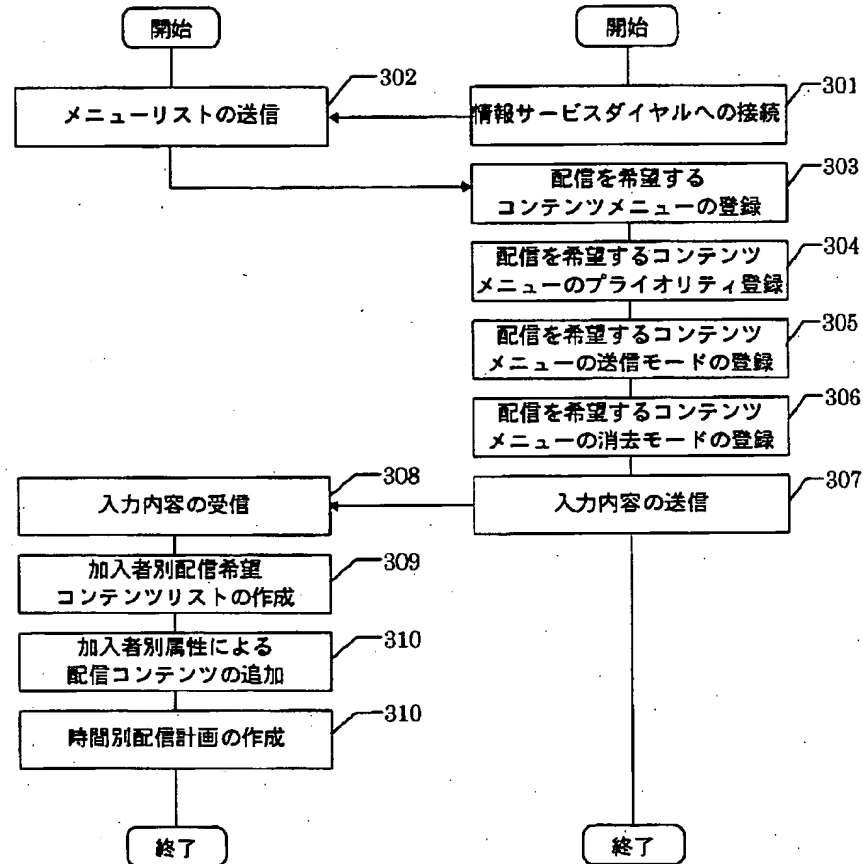 開始
開始
302
メニューリストの送信
301
情報サービスダイヤルへの接続
303
配信を希望する
コンテンツメニューの登録
304
配信を希望するコンテンツ
メニューのプライオリティ登録
305
配信を希望するコンテンツ
メニューの送信モードの登録
306
配信を希望するコンテンツ
メニューの消去モードの登録
308
入力内容の受信
307
入力内容の送信
309
加入者別配信希望
コンテンツリストの作成
310
加入者別属性による
配信コンテンツの追加
310
時間別配信計画の作成
終了
終了